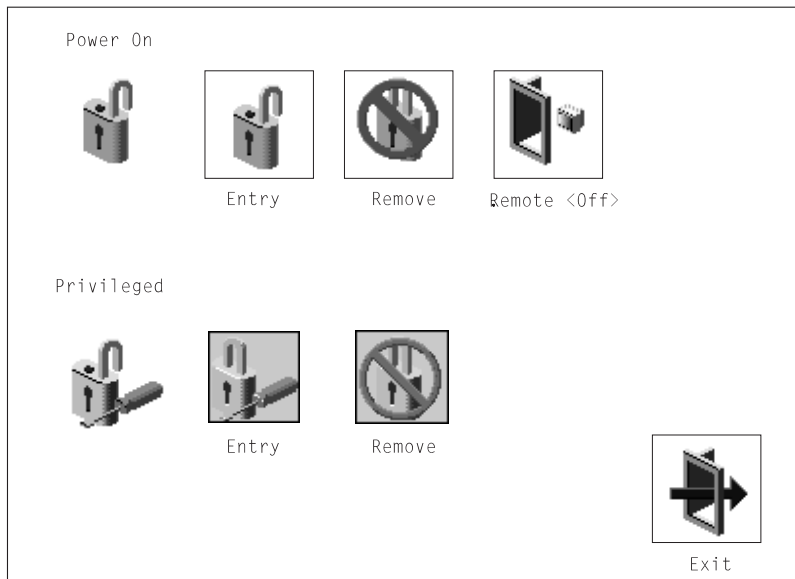 Power On
Entry Remove Remote <Off>
Privileged
Entry Remove
Exit